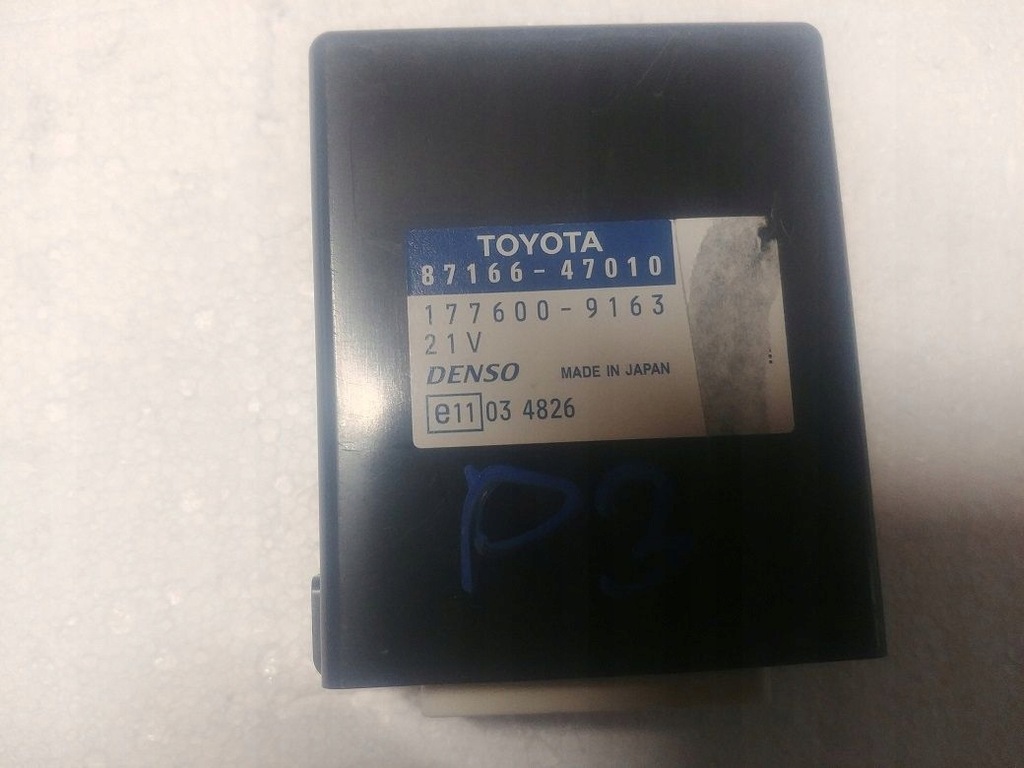 TOYOTA
87166-47010
177600-9163
21V
DENSO MADE IN JAPAN
e11 03 4826
P3